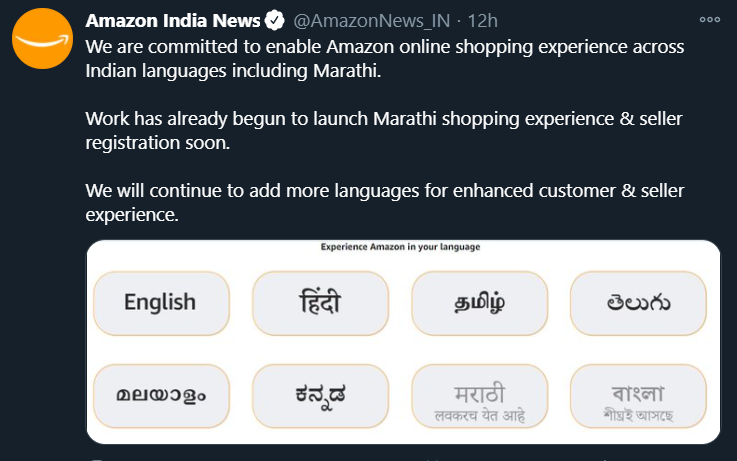 Amazon India News @AmazonNews_IN · 12h
We are committed to enable Amazon online shopping experience across
Indian languages including Marathi.
Work has already begun to launch Marathi shopping experience & seller
registration soon.
We will continue to add more languages for enhanced customer & seller
experience.
Experience Amazon in your language
English
हिंदी
தமிழ்
తెలుగు
മലയാളം
ಕನ್ನಡ
मराठी
लवकरच येत आहे
বাংলা
শীঘ্রই আসছে